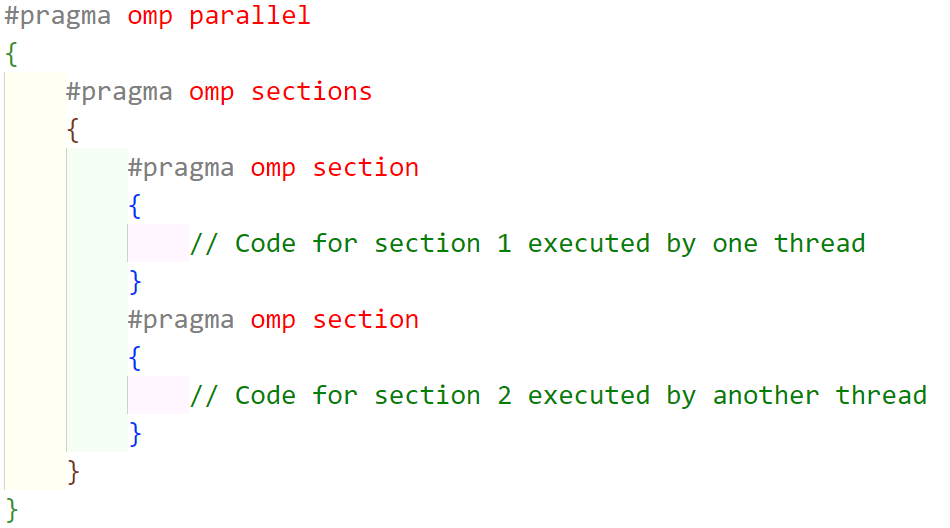 #pragma omp parallel
{
    #pragma omp sections
    {
        #pragma omp section
        {
            // Code for section 1 executed by one thread
        }
        #pragma omp section
        {
            // Code for section 2 executed by another thread
        }
    }
}